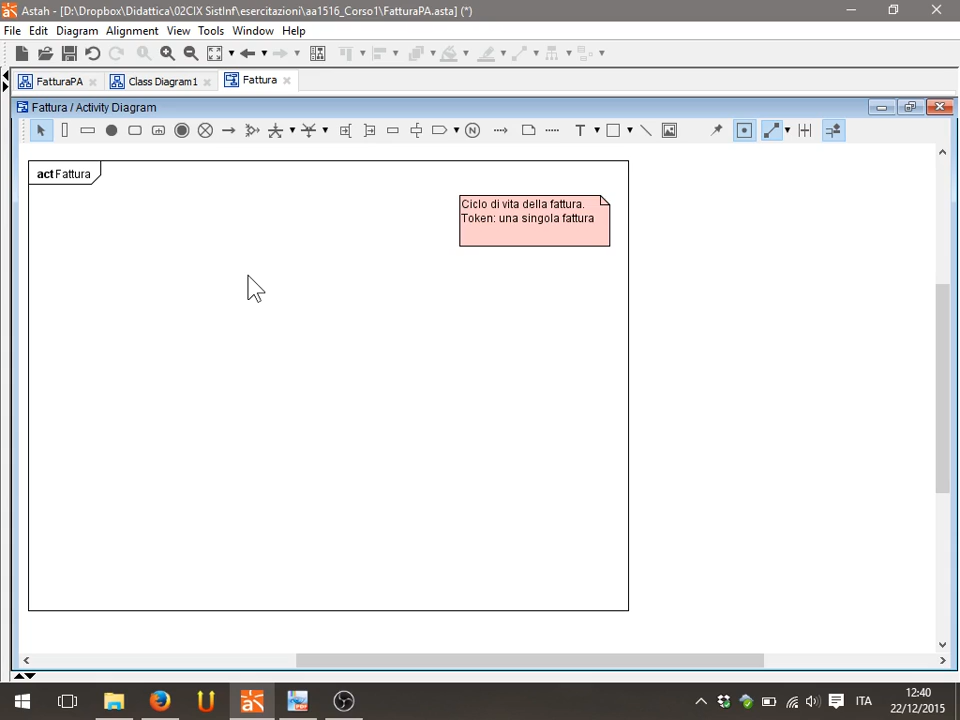 Astah - [D:\Dropbox\Didattica\02CIX SistInf\esercitazioni\aa1516_Corso1\FatturaPA.asta] (*)
File Edit Diagram Alignment View Tools Window Help
FatturaPA Class Diagram1 Fattura
Fattura / Activity Diagram
N T
act Fattura
Ciclo di vita della fattura.
Token: una singola fattura
ITA
12:40
22/12/2015